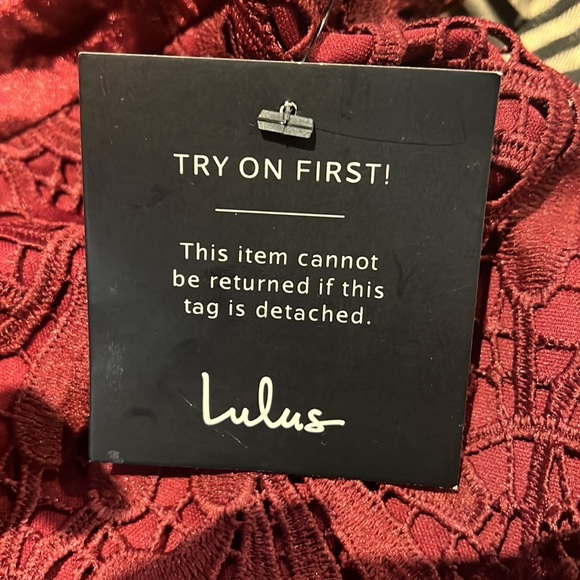 TRY ON FIRST!
This item cannot
be returned if this
tag is detached.
Lulus